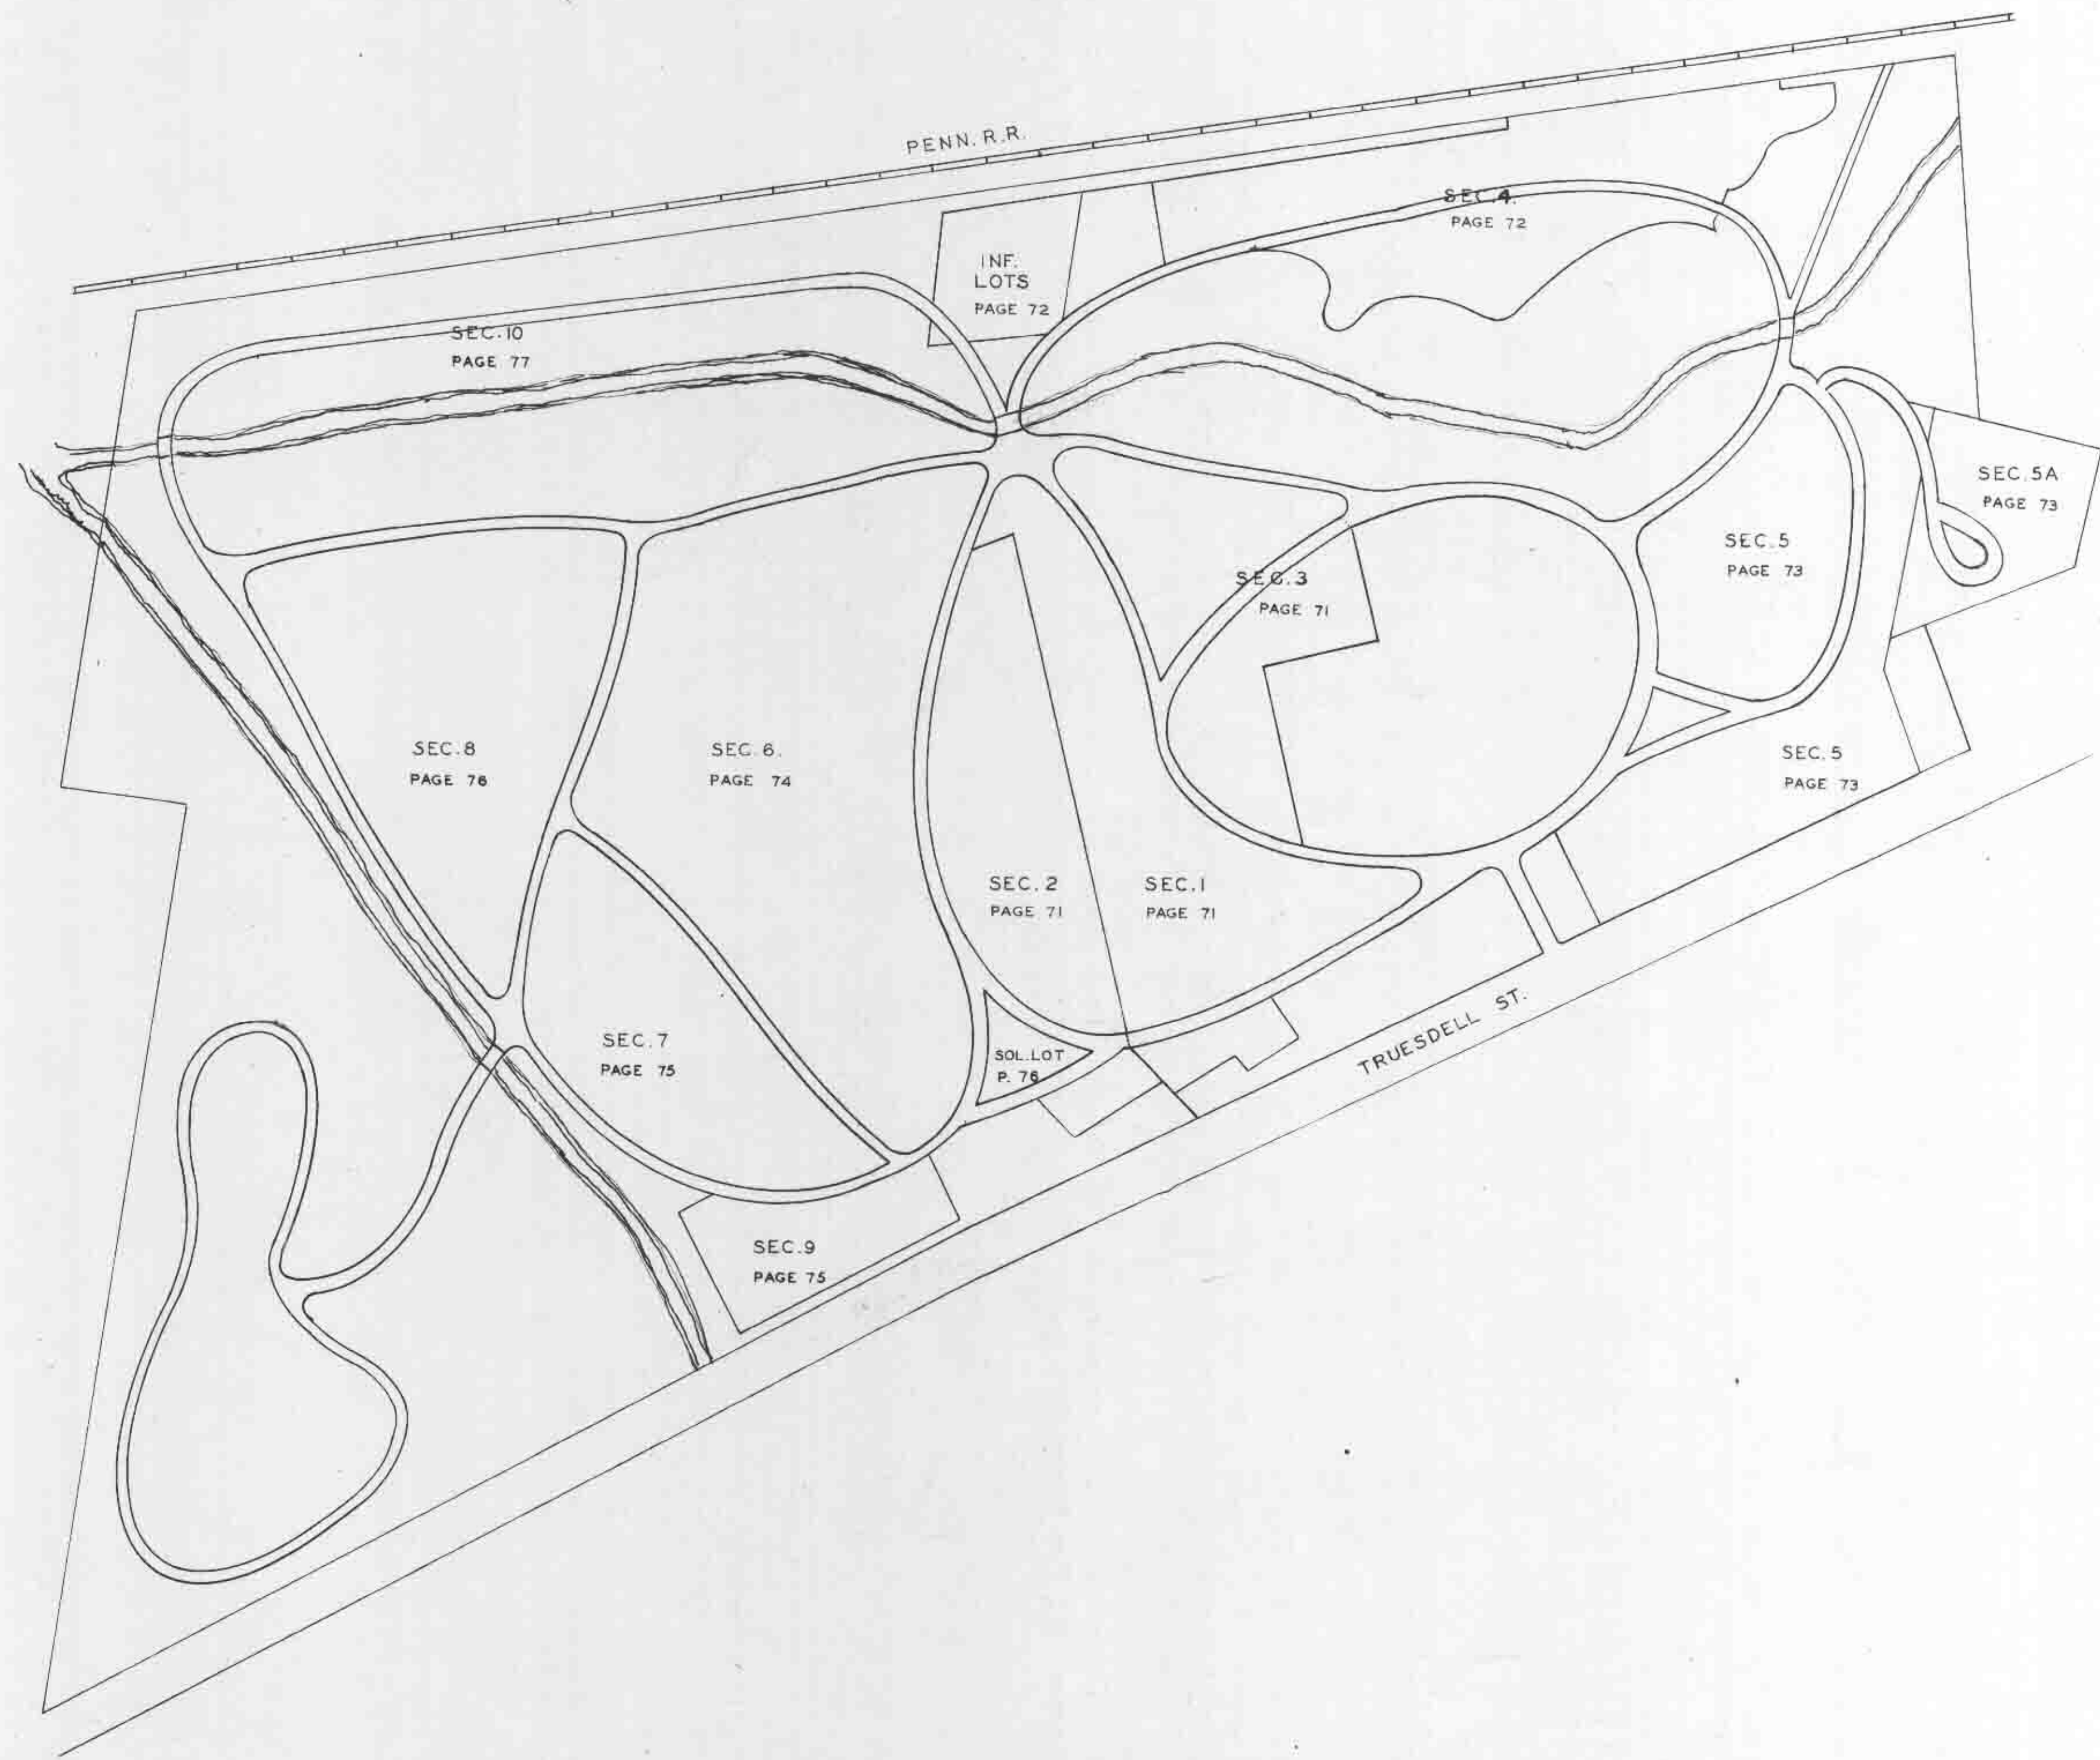 PENN. R.R.
SEC. 4.
PAGE 72
INF.
LOTS
PAGE 72
SEC. 10
PAGE 77
SEC. 5A
PAGE 73
SEC. 5
PAGE 73
SEC. 3
PAGE 71
SEC. 8
PAGE 76
SEC. 6.
PAGE 74
SEC. 5
PAGE 73
SEC. 2
PAGE 71
SEC. 1
PAGE 71
SEC. 7
PAGE 75
SOL. LOT
P. 76
TRUESDELL ST.
SEC. 9
PAGE 75